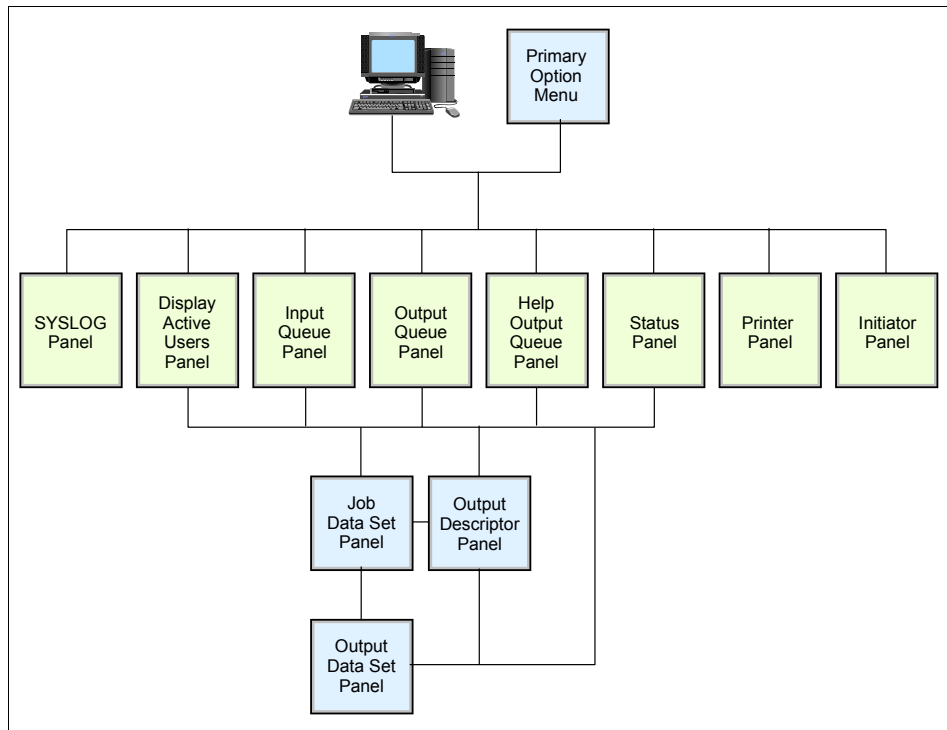 Primary
Option
Menu
SYSLOG
Panel
Display
Active
Users
Panel
Input
Queue
Panel
Output
Queue
Panel
Help
Output
Queue
Panel
Status
Panel
Printer
Panel
Initiator
Panel
Job
Data Set
Panel
Output
Descriptor
Panel
Output
Data Set
Panel